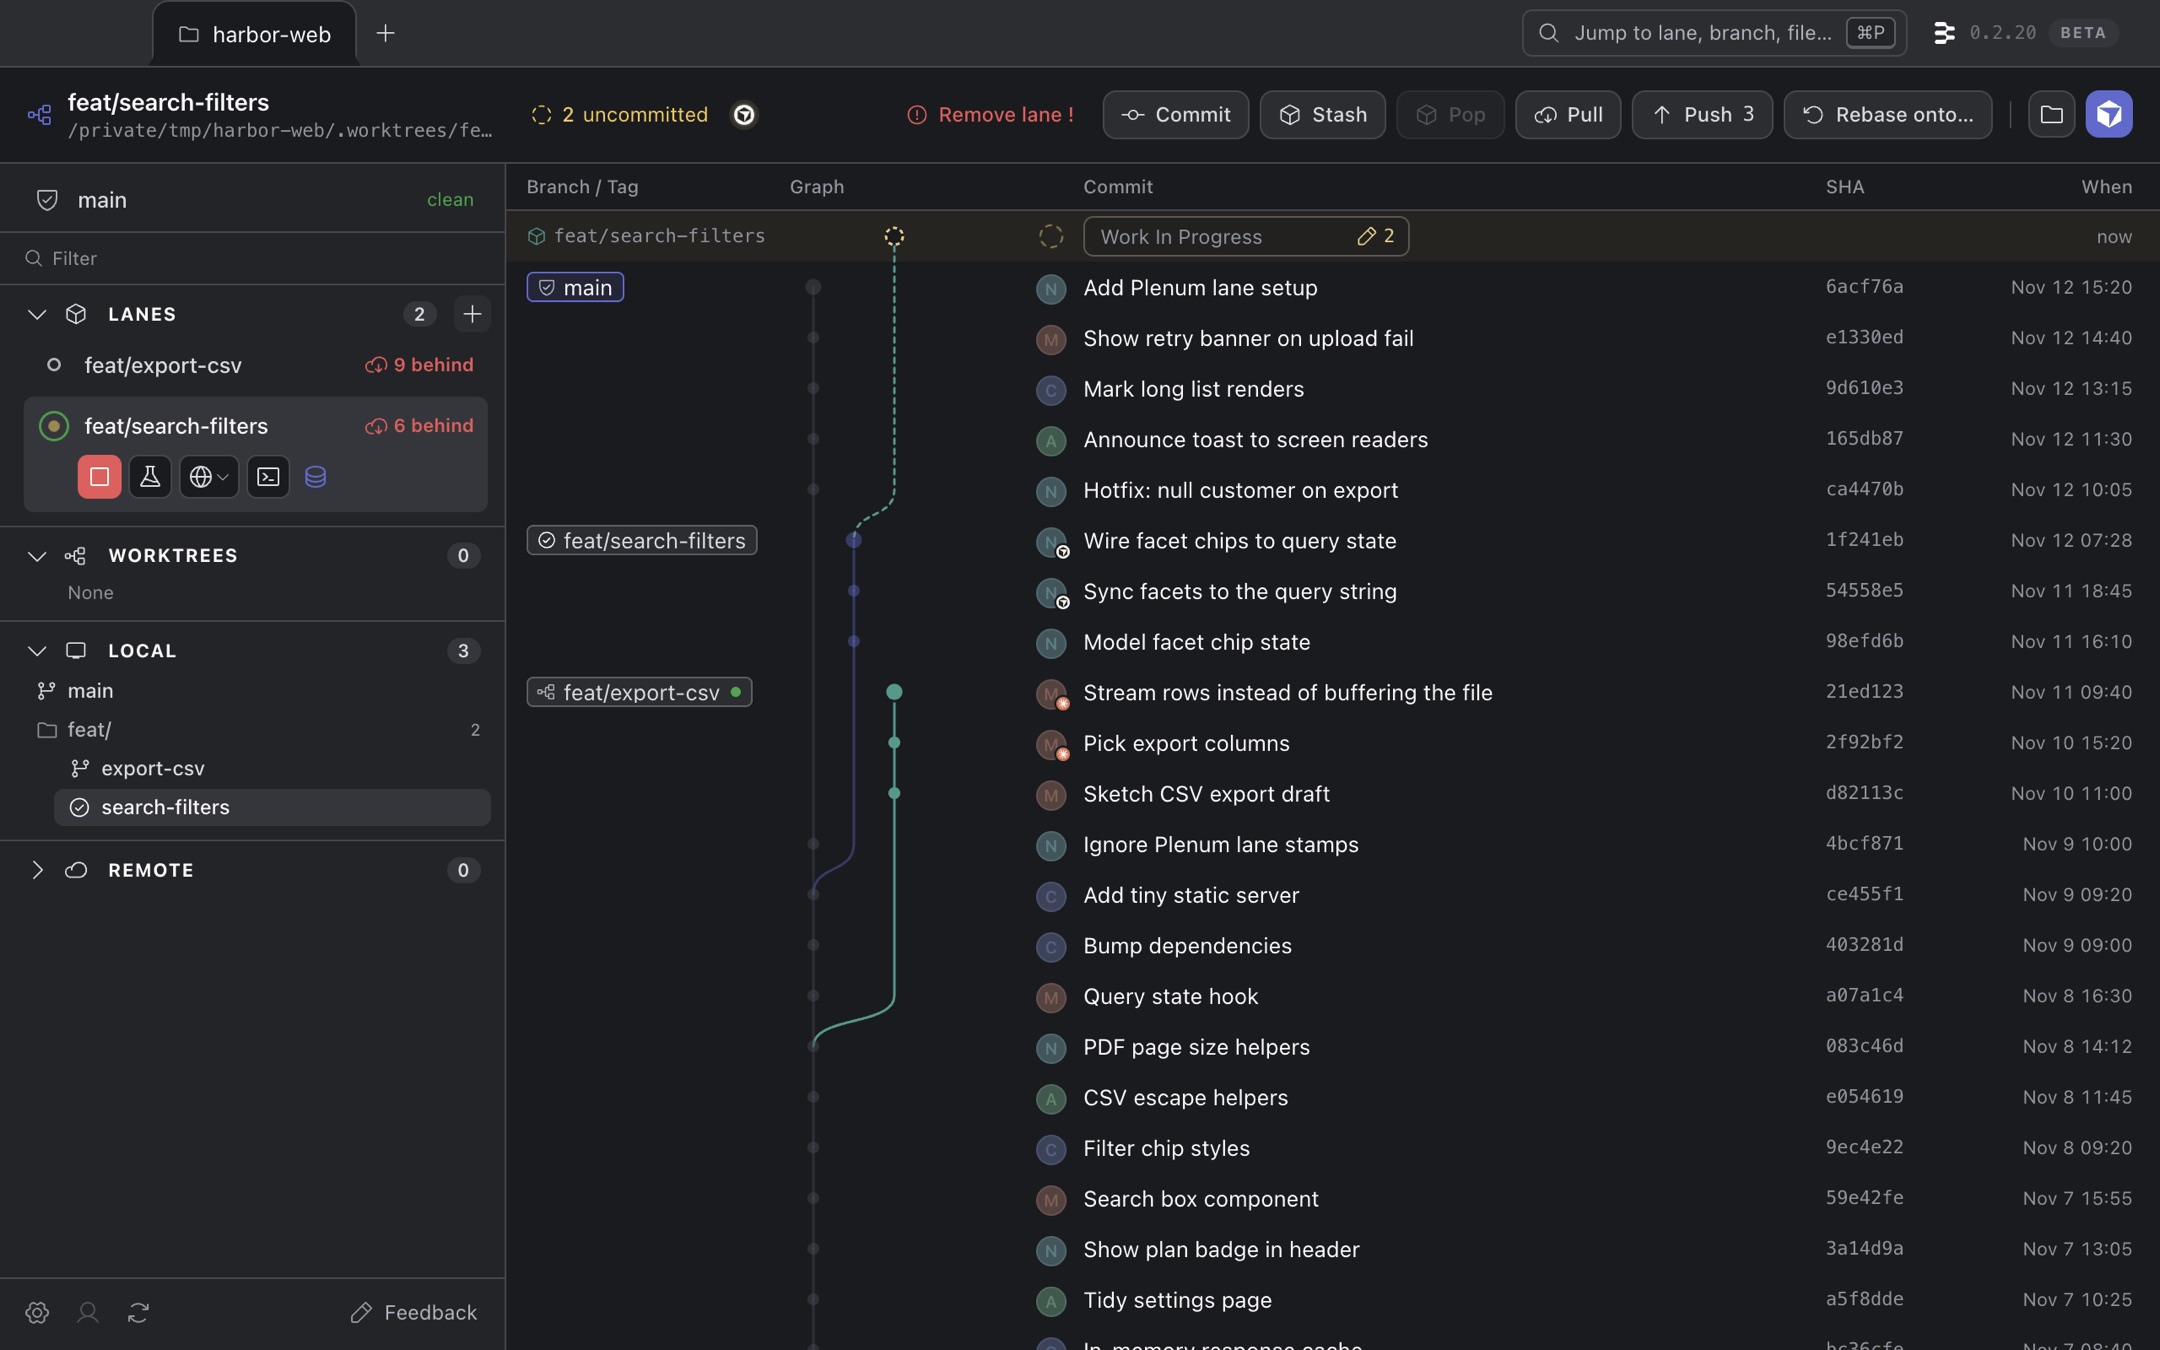 harbor-web
Jump to lane, branch, file... ⌘P
0.2.20 BETA
feat/search-filters
/private/tmp/harbor-web/.worktrees/fe…
2 uncommitted
Remove lane !
Commit
Stash
Pop
Pull
Push 3
Rebase onto...
main clean
Filter
LANES 2
feat/export-csv 9 behind
feat/search-filters 6 behind
WORKTREES 0
None
LOCAL 3
main
feat/ 2
export-csv
search-filters
REMOTE 0
Feedback
Branch / Tag Graph Commit SHA When
feat/search-filters Work In Progress 2 now
main N Add Plenum lane setup 6acf76a Nov 12 15:20
M Show retry banner on upload fail e1330ed Nov 12 14:40
C Mark long list renders 9d610e3 Nov 12 13:15
A Announce toast to screen readers 165db87 Nov 12 11:30
N Hotfix: null customer on export ca4470b Nov 12 10:05
feat/search-filters N Wire facet chips to query state 1f241eb Nov 12 07:28
N Sync facets to the query string 54558e5 Nov 11 18:45
N Model facet chip state 98efd6b Nov 11 16:10
feat/export-csv M Stream rows instead of buffering the file 21ed123 Nov 11 09:40
M Pick export columns 2f92bf2 Nov 10 15:20
M Sketch CSV export draft d82113c Nov 10 11:00
N Ignore Plenum lane stamps 4bcf871 Nov 9 10:00
C Add tiny static server ce455f1 Nov 9 09:20
C Bump dependencies 403281d Nov 9 09:00
M Query state hook a07a1c4 Nov 8 16:30
N PDF page size helpers 083c46d Nov 8 14:12
A CSV escape helpers e054619 Nov 8 11:45
C Filter chip styles 9ec4e22 Nov 8 09:20
M Search box component 59e42fe Nov 7 15:55
N Show plan badge in header 3a14d9a Nov 7 13:05
A Tidy settings page a5f8dde Nov 7 10:25
In-memory response cache